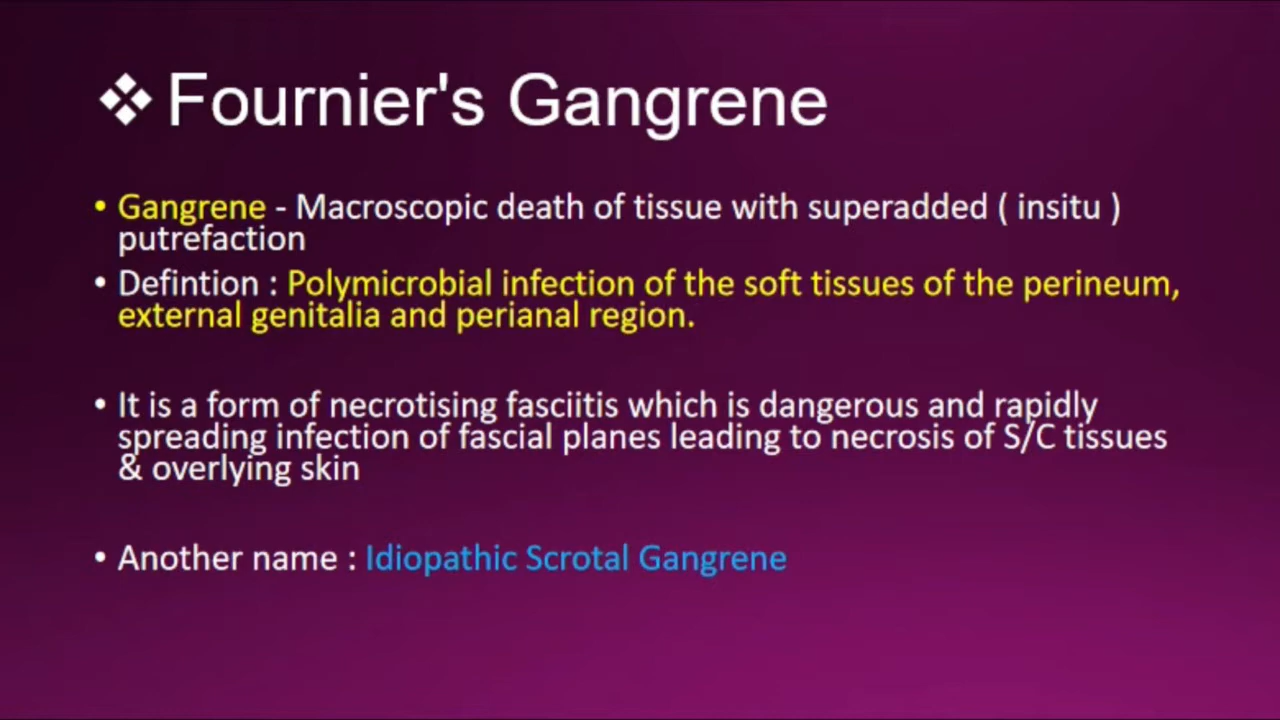 ❖ Fournier's Gangrene
• Gangrene - Macroscopic death of tissue with superadded ( insitu )
putrefaction
• Defintion : Polymicrobial infection of the soft tissues of the perineum,
external genitalia and perianal region.
• It is a form of necrotising fasciitis which is dangerous and rapidly
spreading infection of fascial planes leading to necrosis of S/C tissues
& overlying skin
• Another name : Idiopathic Scrotal Gangrene